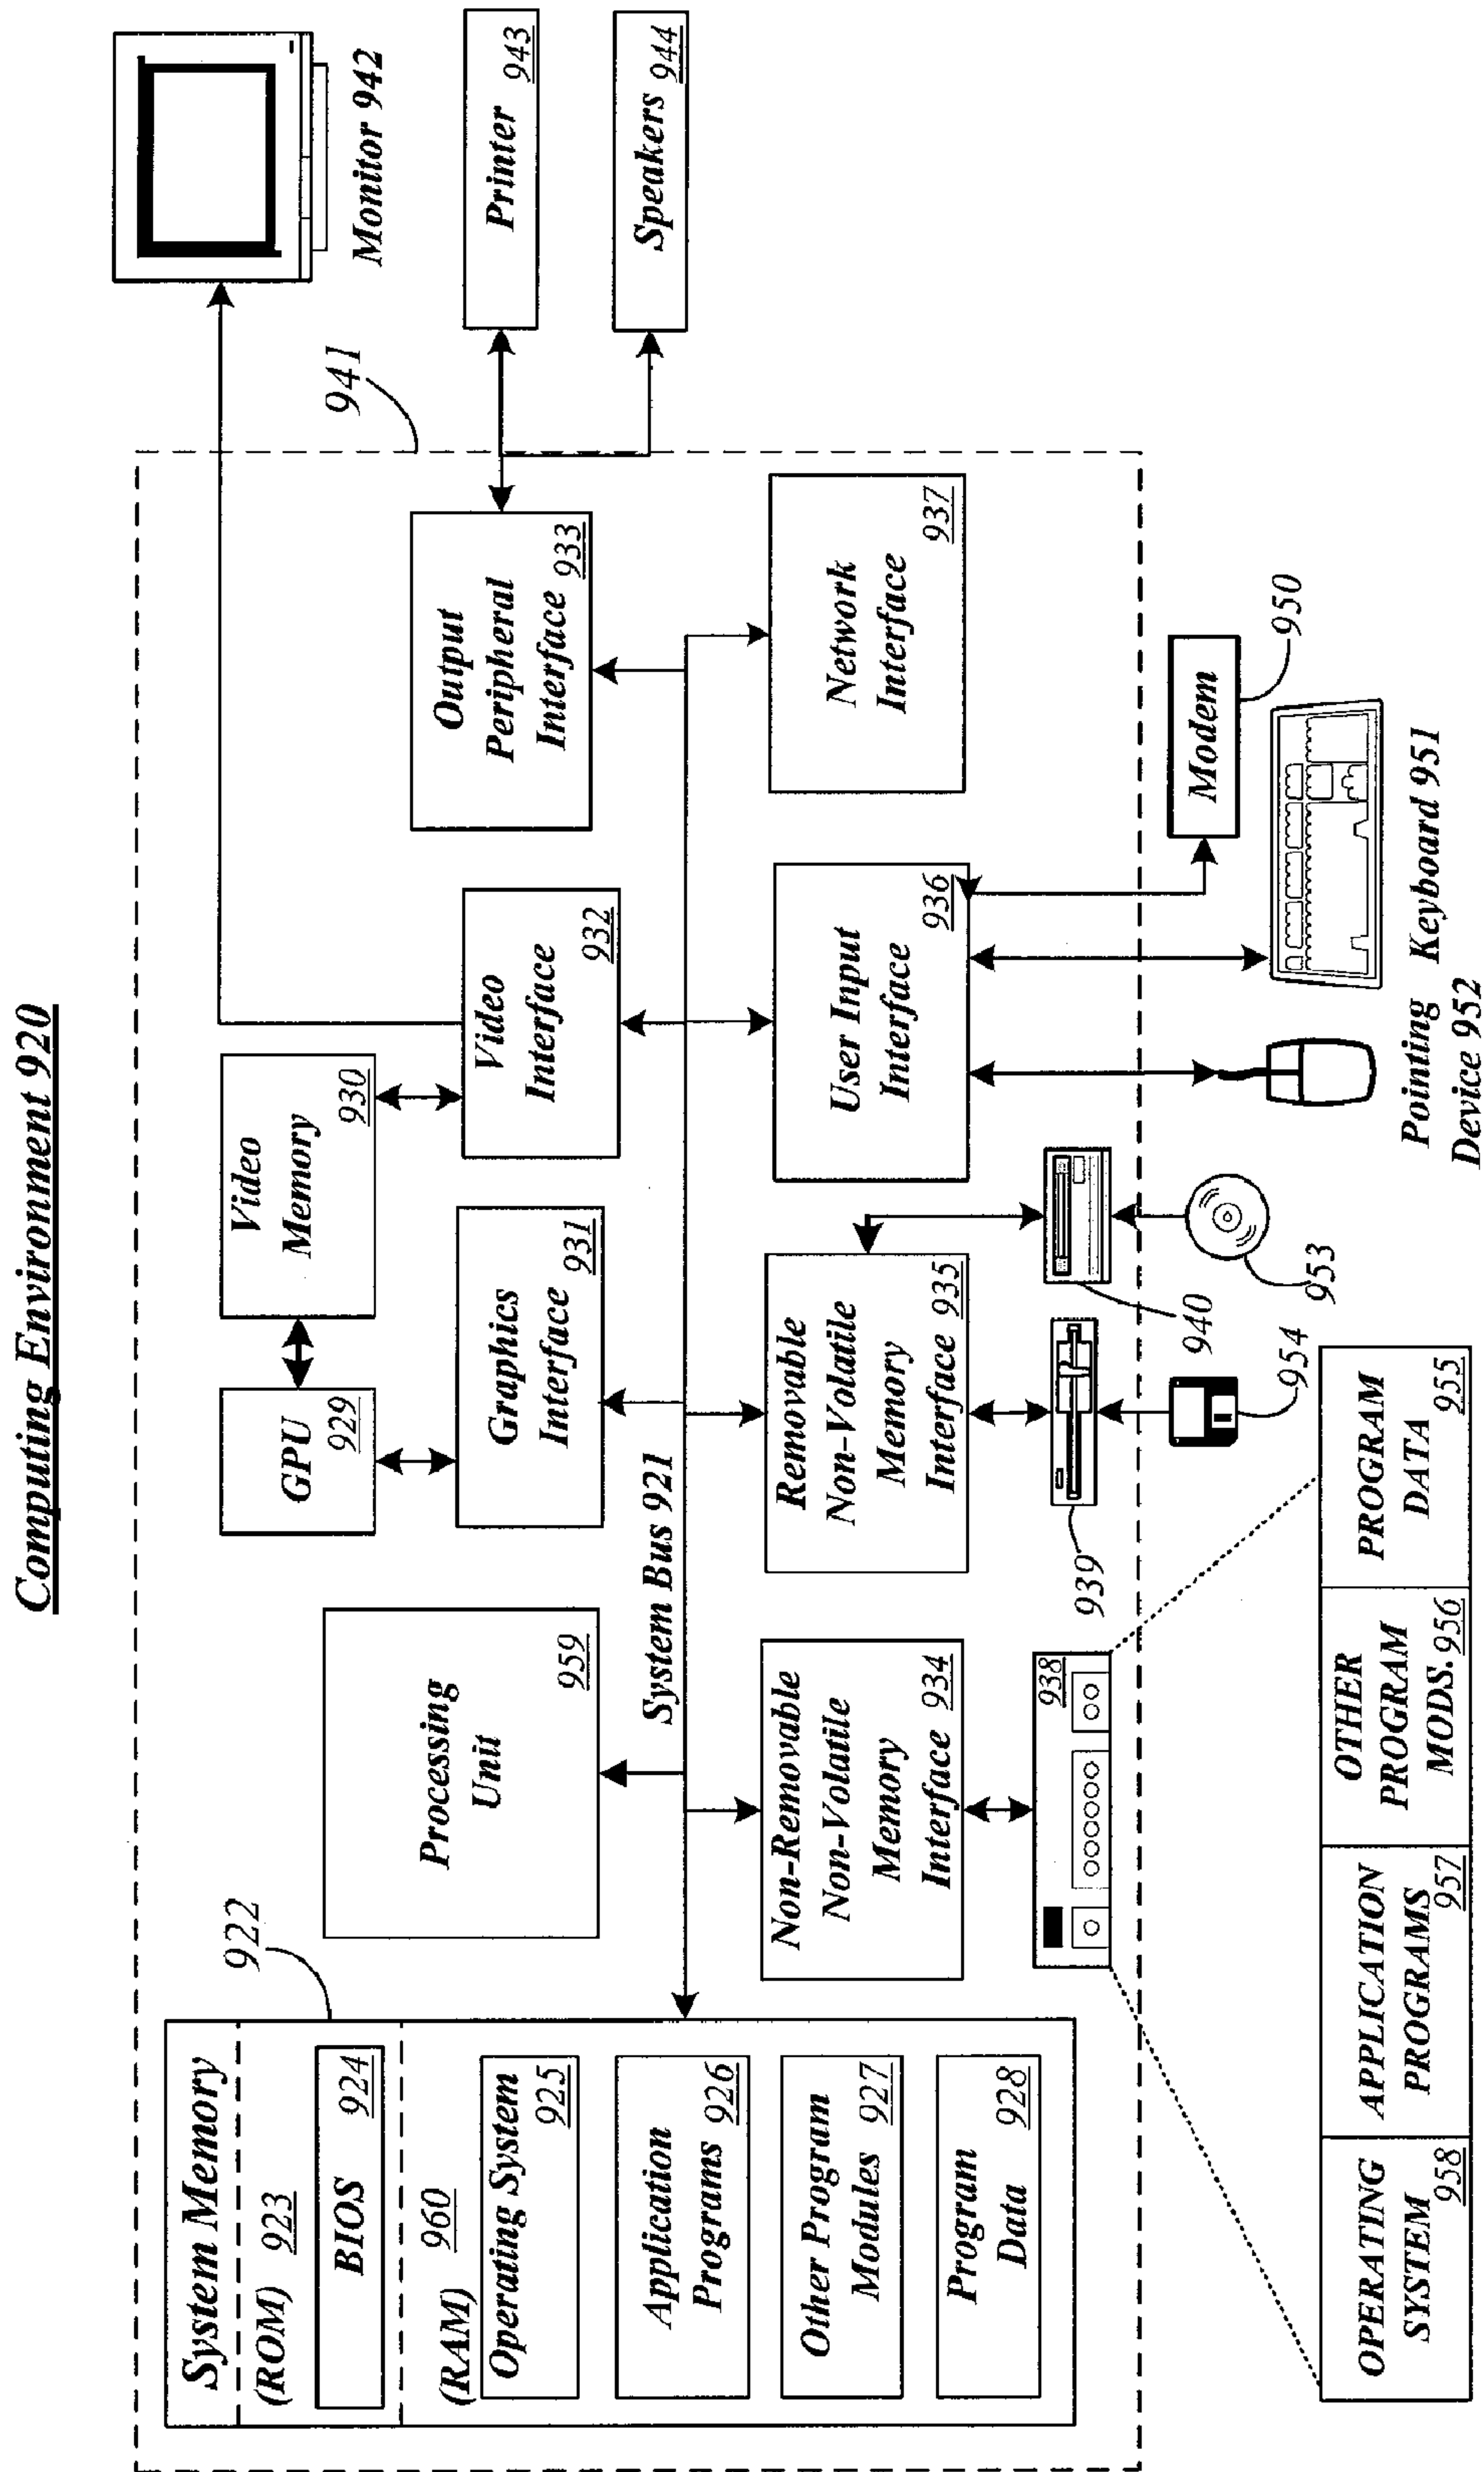 Computing Environment 920
922
System Memory
(ROM) 923
BIOS 924
(RAM) 960
Operating System
925
Application
Programs 926
Other Program
Modules 927
Program
Data 928
Processing
Unit
959
GPU
929
Video
Memory
930
Graphics
Interface
931
Video
Interface
932
Output
Peripheral
Interface
933
941
Monitor 942
Printer 943
Speakers 944
System Bus 921
Non-Removable
Non-Volatile
Memory
Interface 934
Removable
Non-Volatile
Memory
Interface 935
User Input
Interface
936
Network
Interface
937
938
939
940
954
953
Pointing
Device 952
Keyboard 951
Modem
950
OPERATING
SYSTEM
958
APPLICATION
PROGRAMS
957
OTHER
PROGRAM
MODS. 956
PROGRAM
DATA
955